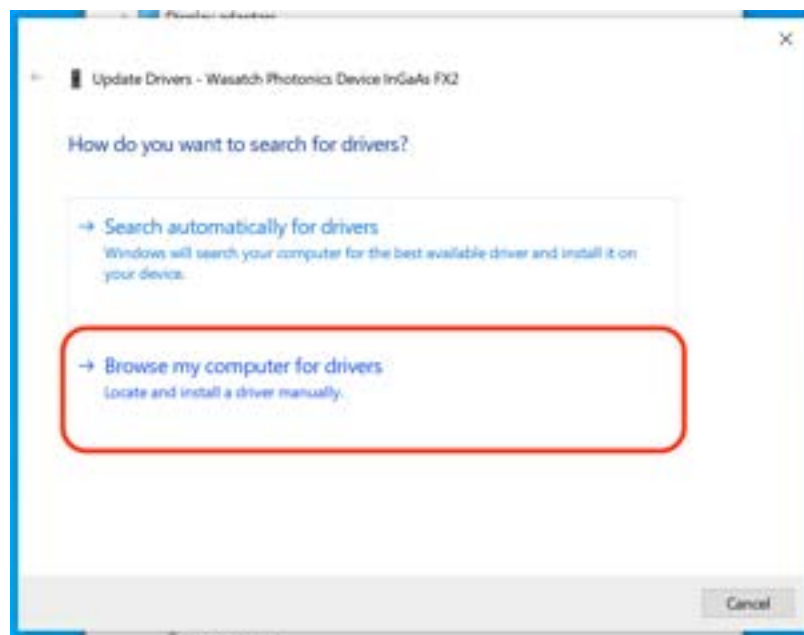 Update Drivers - Wasatch Photonics Device InGaAs FX2
How do you want to search for drivers?
→ Search automatically for drivers
Windows will search your computer for the best available driver and install it on
your device.
→ Browse my computer for drivers
Locate and install a driver manually.
Cancel